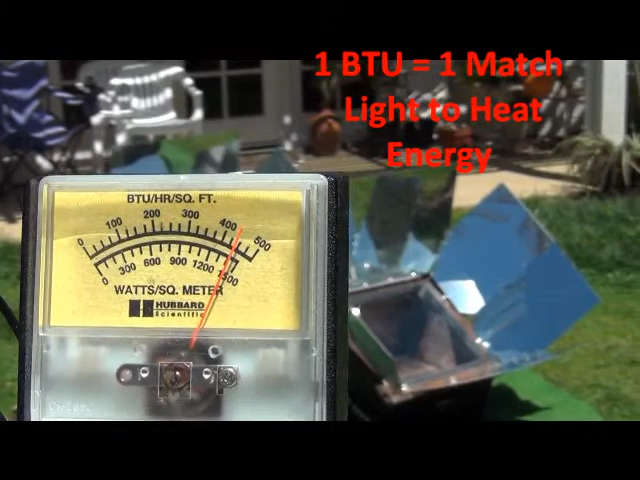 1 BTU = 1 Match
Light to Heat
Energy
BTU/HR/SQ. FT.
0 100 200 300 400 500
0 300 600 900 1200 1500
WATTS/SQ. METER
HUBBARD
Scientific